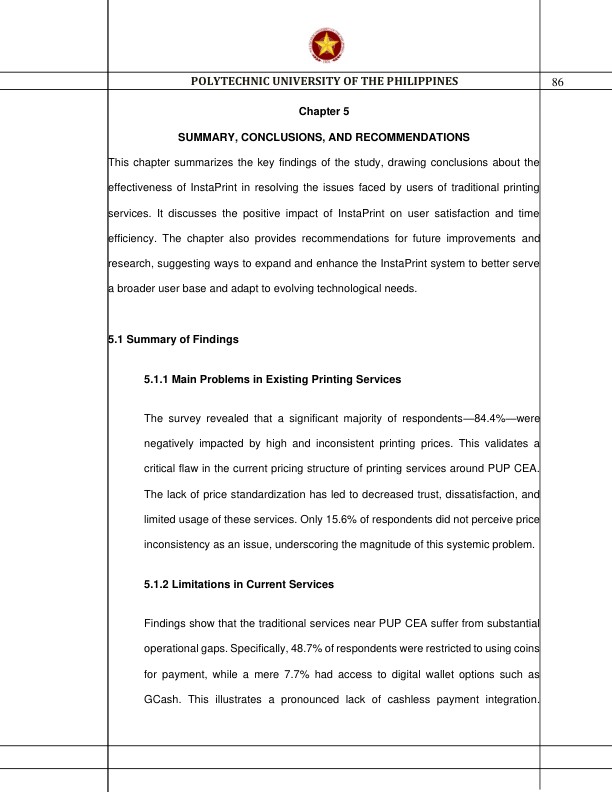 POLYTECHNIC UNIVERSITY OF THE PHILIPPINES
86
Chapter 5
SUMMARY, CONCLUSIONS, AND RECOMMENDATIONS
This chapter summarizes the key findings of the study, drawing conclusions about the
effectiveness of InstaPrint in resolving the issues faced by users of traditional printing
services. It discusses the positive impact of InstaPrint on user satisfaction and time
efficiency. The chapter also provides recommendations for future improvements and
research, suggesting ways to expand and enhance the InstaPrint system to better serve
a broader user base and adapt to evolving technological needs.
5.1 Summary of Findings
5.1.1 Main Problems in Existing Printing Services
The survey revealed that a significant majority of respondents—84.4%—were
negatively impacted by high and inconsistent printing prices. This validates a
critical flaw in the current pricing structure of printing services around PUP CEA.
The lack of price standardization has led to decreased trust, dissatisfaction, and
limited usage of these services. Only 15.6% of respondents did not perceive price
inconsistency as an issue, underscoring the magnitude of this systemic problem.
5.1.2 Limitations in Current Services
Findings show that the traditional services near PUP CEA suffer from substantial
operational gaps. Specifically, 48.7% of respondents were restricted to using coins
for payment, while a mere 7.7% had access to digital wallet options such as
GCash. This illustrates a pronounced lack of cashless payment integration.